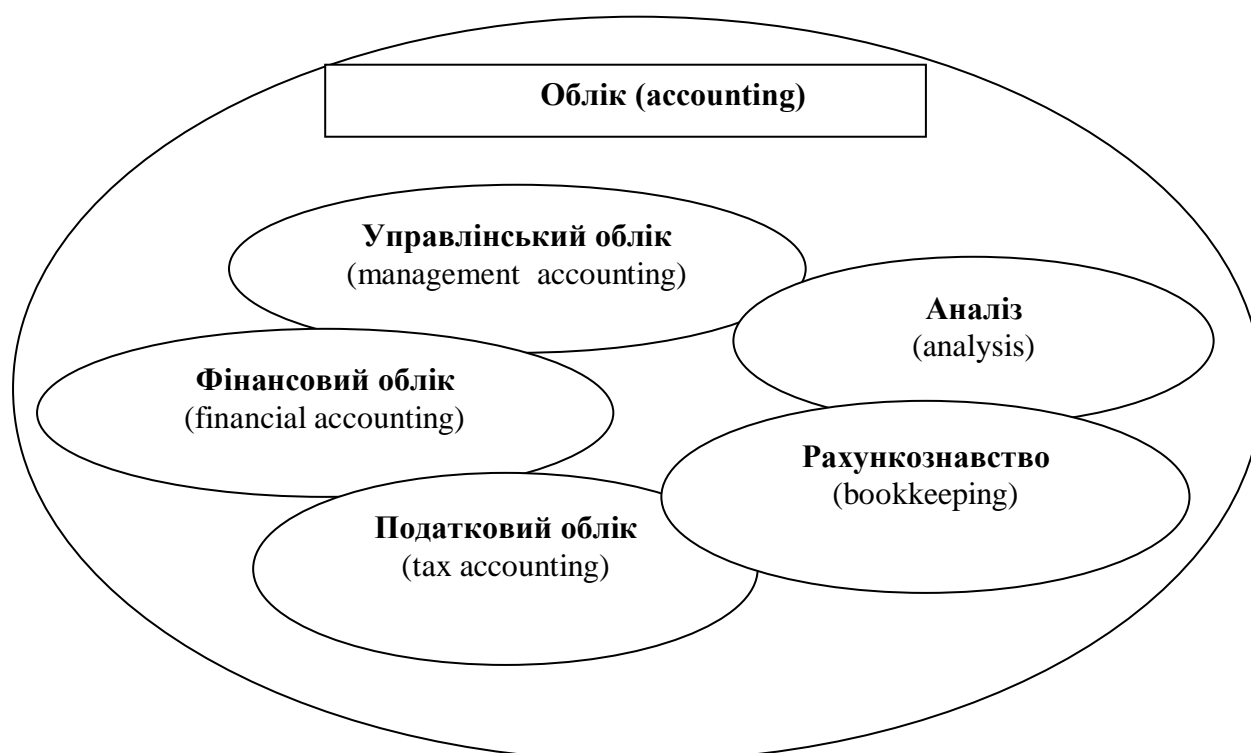 Облік (accounting)
Управлінський облік
(management accounting)
Аналіз
(analysis)
Фінансовий облік
(financial accounting)
Рахункознавство
(bookkeeping)
Податковий облік
(tax accounting)